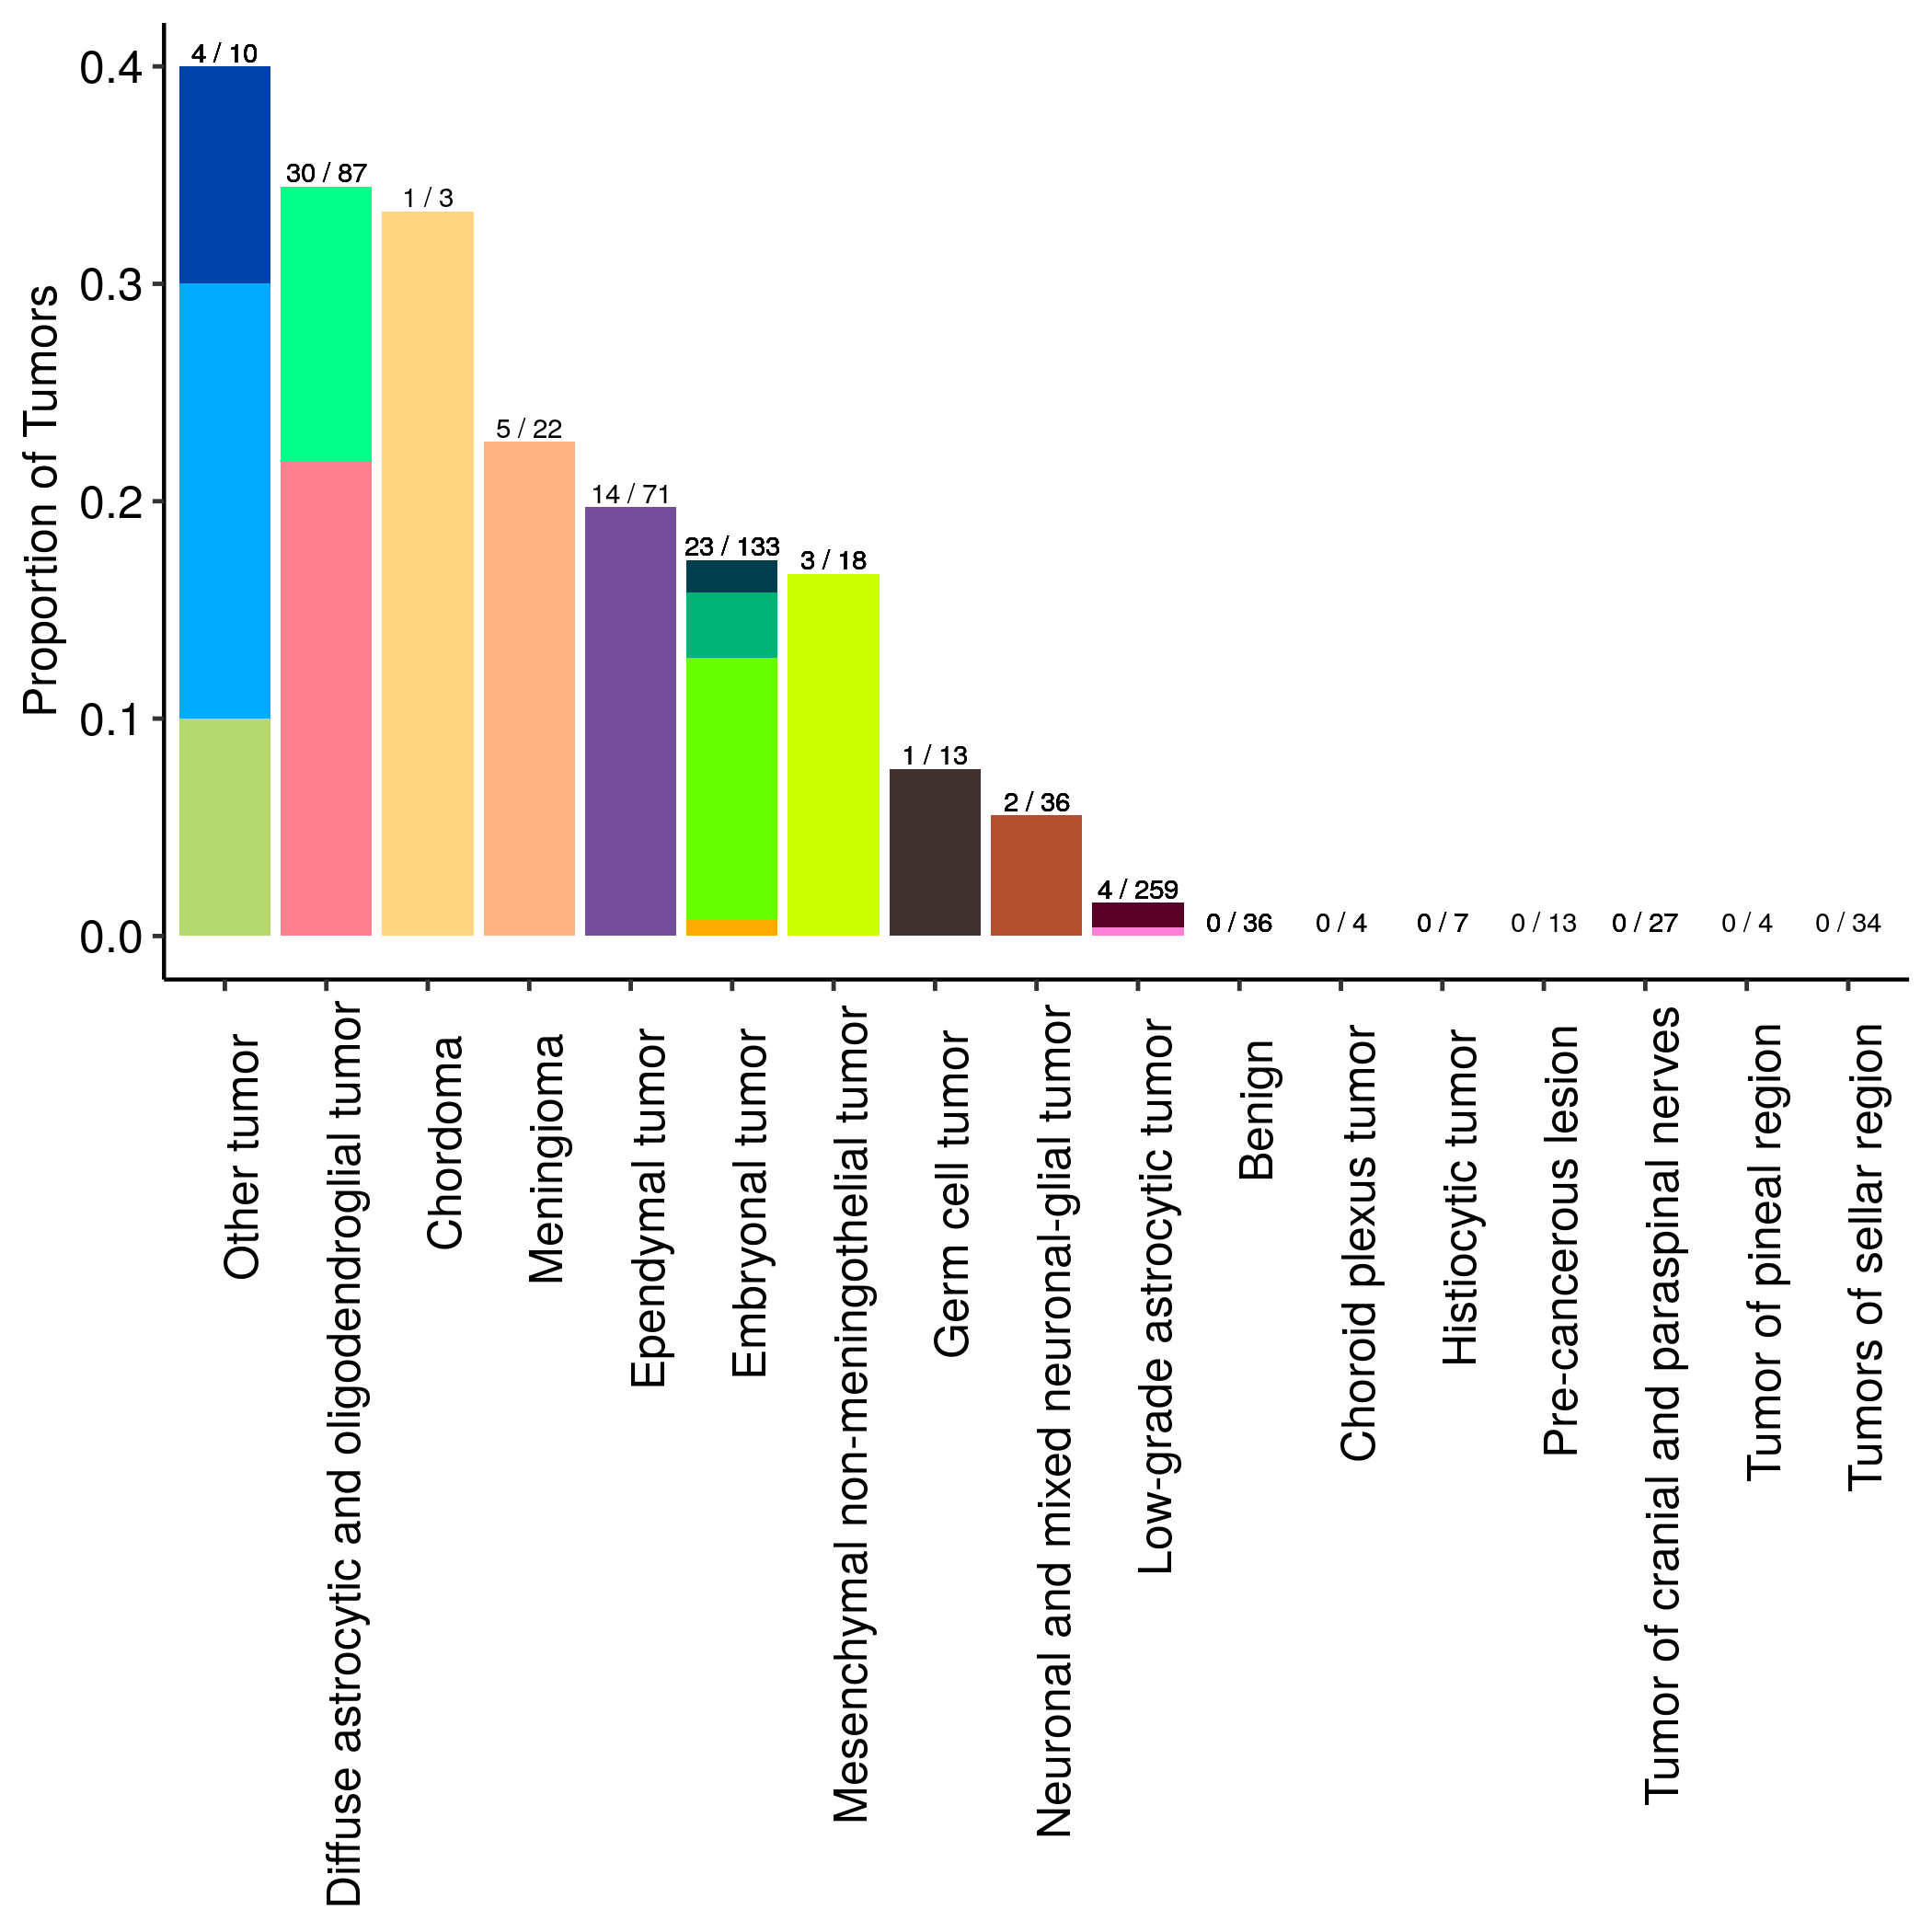 Proportion of Tumors
0.4
0.3
0.2
0.1
0.0
4 / 10
30 / 87
1 / 3
5 / 22
14 / 71
23 / 133
3 / 18
1 / 13
2 / 36
4 / 259
0 / 36
0 / 4
0 / 7
0 / 13
0 / 27
0 / 4
0 / 34
Other tumor
Diffuse astrocytic and oligodendroglial tumor
Chordoma
Meningioma
Ependymal tumor
Embryonal tumor
Mesenchymal non-meningothelial tumor
Germ cell tumor
Neuronal and mixed neuronal-glial tumor
Low-grade astrocytic tumor
Benign
Choroid plexus tumor
Histiocytic tumor
Pre-cancerous lesion
Tumor of cranial and paraspinal nerves
Tumor of pineal region
Tumors of sellar region